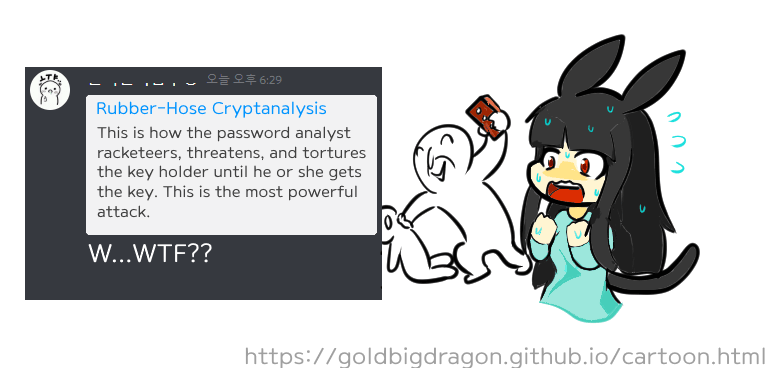 오늘 오후 6:29
Rubber-Hose Cryptanalysis
This is how the password analyst
racketeers, threatens, and tortures
the key holder until he or she gets
the key. This is the most powerful
attack.
W...WTF??
https://goldbigdragon.github.io/cartoon.html